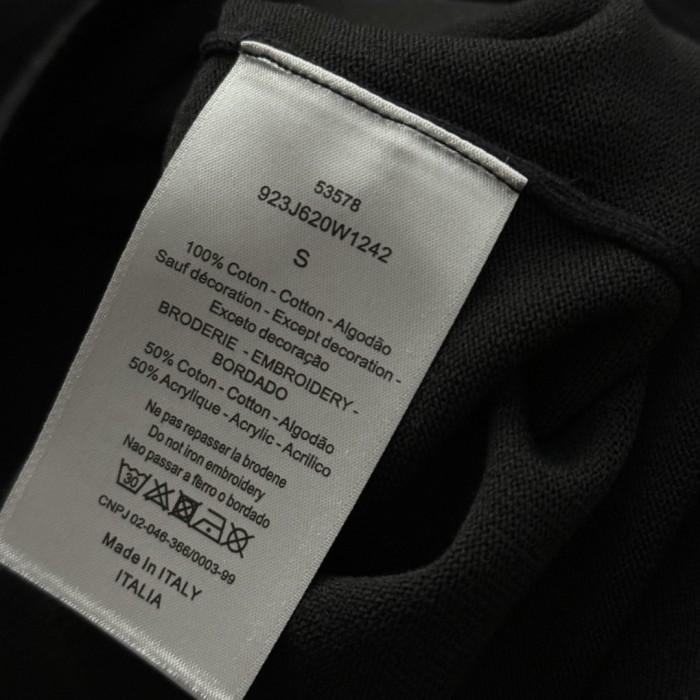 53578
923J620W1242
S
100% Coton - Cotton - Algodão
Sauf décoration - Except decoration -
Exceto decoração
BRODERIE - EMBROIDERY -
BORDADO
50% Coton - Cotton - Algodão
50% Acrylique - Acrylic - Acrilico
Ne pas repasser la brodene
Do not iron embroidery
Nao passar a ferro o bordado
30
CNPJ 02-046-366/0003-99
Made In ITALY
ITALIA